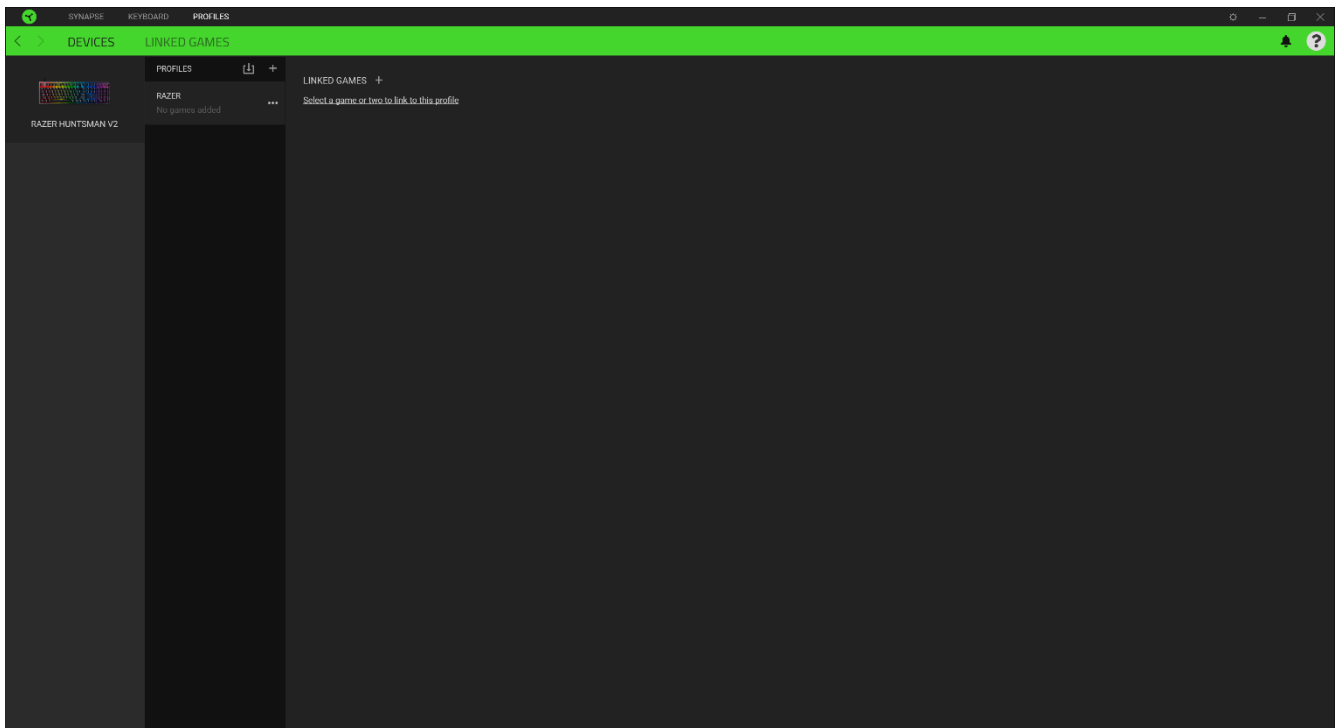 SYNAPSE KEYBOARD PROFILES
DEVICES LINKED GAMES
?
RAZER HUNTSMAN V2
PROFILES
RAZER
No games added
LINKED GAMES +
Select a game or two to link to this profile